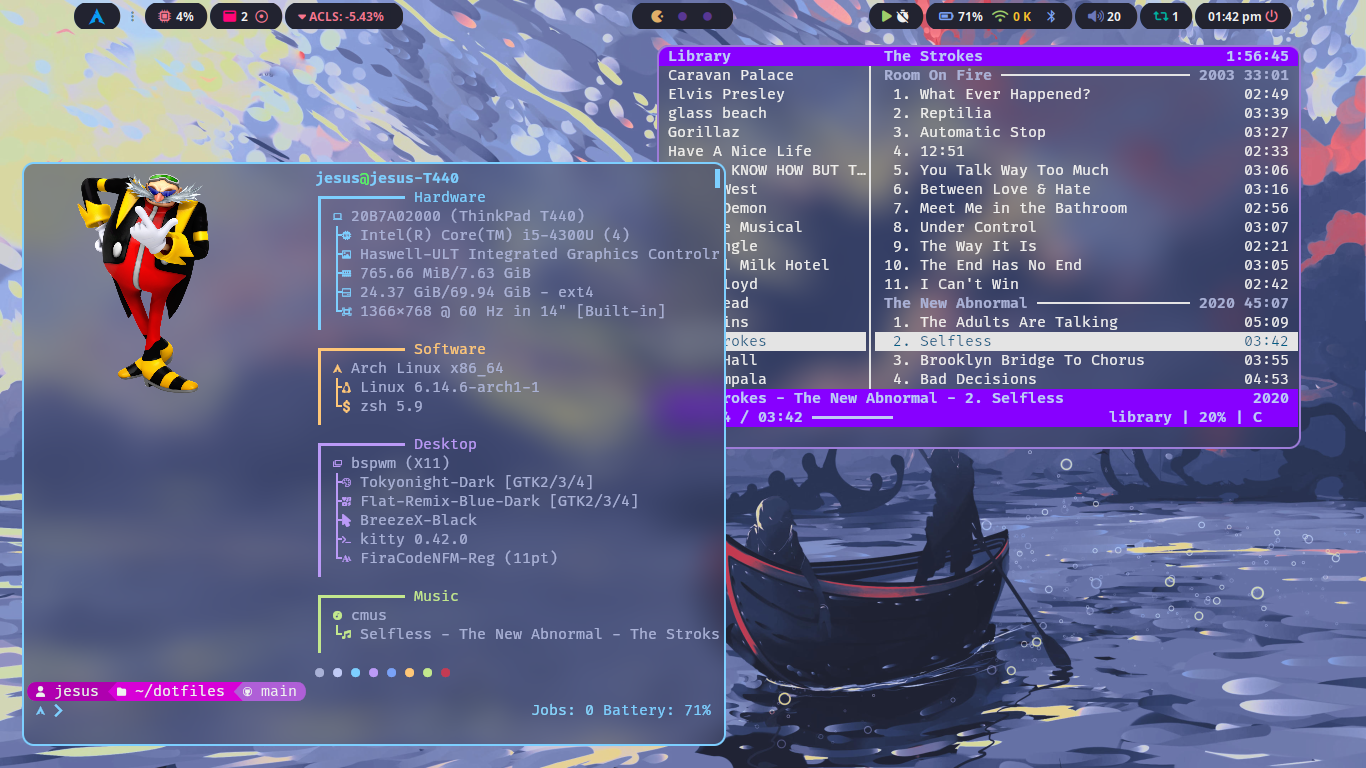 4% 2 ACLS: -5.43% 71% 0 K 20 1 01:42 pm
Library The Strokes 1:56:45
Caravan Palace Room On Fire 2003 33:01
Elvis Presley 1. What Ever Happened? 02:49
glass beach 2. Reptilia 03:39
Gorillaz 3. Automatic Stop 03:27
Have A Nice Life 4. 12:51 02:33
KNOW HOW BUT T… 5. You Talk Way Too Much 03:06
West 6. Between Love & Hate 03:16
Demon 7. Meet Me in the Bathroom 02:56
Musical 8. Under Control 03:07
9. The Way It Is 02:21
Milk Hotel 10. The End Has No End 03:05
11. I Can't Win 02:42
The New Abnormal 2020 45:07
1. The Adults Are Talking 05:09
rokes 2. Selfless 03:42
Hall 3. Brooklyn Bridge To Chorus 03:55
mpala 4. Bad Decisions 04:53
rokes - The New Abnormal - 2. Selfless 2020
/ 03:42 library | 20% | C
jesus@jesus-T440
Hardware
20B7A02000 (ThinkPad T440)
Intel(R) Core(TM) i5-4300U (4)
Haswell-ULT Integrated Graphics Controlr
765.66 MiB/7.63 GiB
24.37 GiB/69.94 GiB - ext4
1366×768 @ 60 Hz in 14" [Built-in]
Software
Arch Linux x86_64
Linux 6.14.6-arch1-1
zsh 5.9
Desktop
bspwm (X11)
Tokyonight-Dark [GTK2/3/4]
Flat-Remix-Blue-Dark [GTK2/3/4]
BreezeX-Black
kitty 0.42.0
FiraCodeNFM-Reg (11pt)
Music
cmus
Selfless - The New Abnormal - The Stroks
jesus ~/dotfiles main
Jobs: 0 Battery: 71%